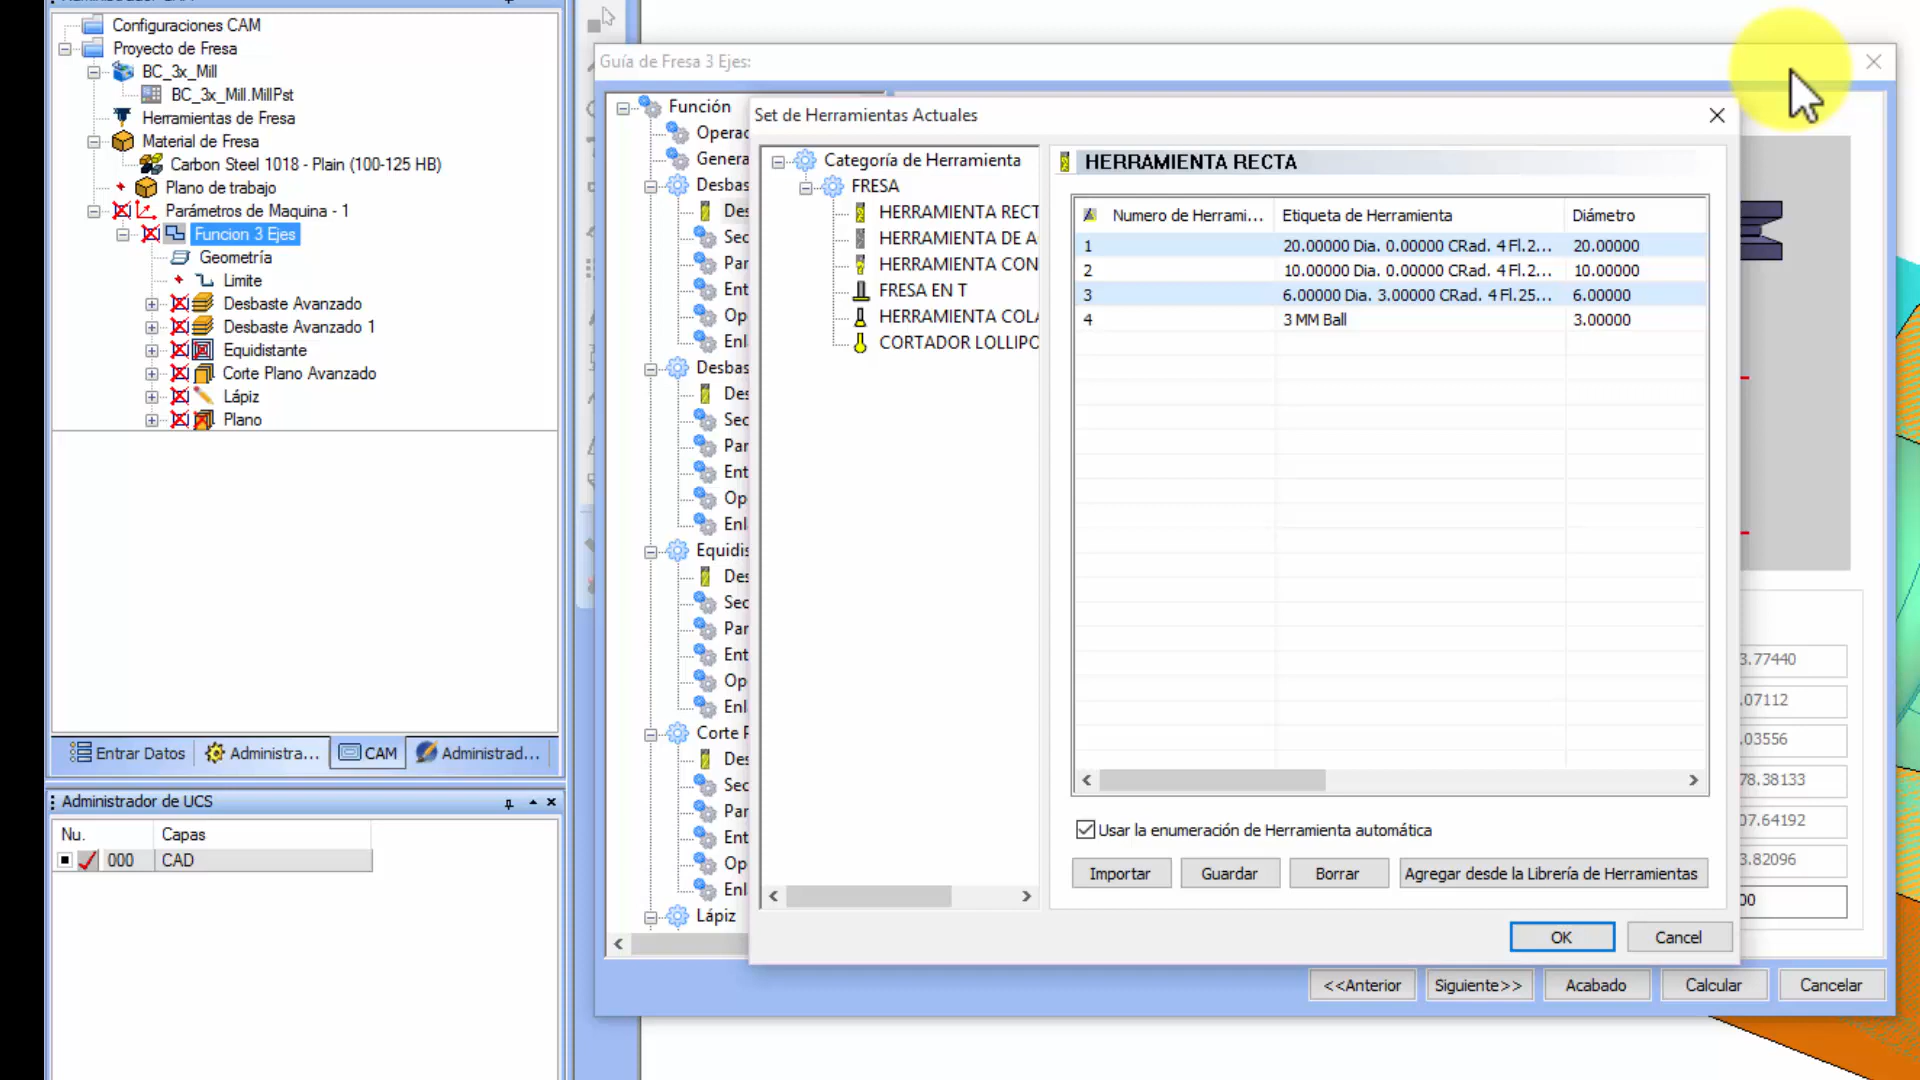 Configuraciones CAM
Proyecto de Fresa
BC_3x_Mill
BC_3x_Mill.MillPst
Herramientas de Fresa
Material de Fresa
Carbon Steel 1018 - Plain (100-125 HB)
Plano de trabajo
Parámetros de Maquina - 1
Funcion 3 Ejes
Geometría
Limite
Desbaste Avanzado
Desbaste Avanzado 1
Equidistante
Corte Plano Avanzado
Lápiz
Plano
Entrar Datos
Administra...
CAM
Administrad...
Administrador de UCS
Nu. Capas
000 CAD
Guía de Fresa 3 Ejes:
Función
Operac
Genera
Desbas
Des
Sec
Par
Ent
Op
Enl
Desbas
Des
Sec
Par
Ent
Op
Enl
Equidis
Des
Sec
Par
Ent
Op
Enl
Corte P
Des
Sec
Par
Ent
Op
Enl
Lápiz
Set de Herramientas Actuales
Categoría de Herramienta
FRESA
HERRAMIENTA RECT
HERRAMIENTA DE A
HERRAMIENTA CON
FRESA EN T
HERRAMIENTA COLA
CORTADOR LOLLIPO
HERRAMIENTA RECTA
Numero de Herrami... Etiqueta de Herramienta Diámetro
1 20.00000 Dia. 0.00000 CRad. 4 Fl.2... 20.00000
2 10.00000 Dia. 0.00000 CRad. 4 Fl.2... 10.00000
3 6.00000 Dia. 3.00000 CRad. 4 Fl.25... 6.00000
4 3 MM Ball 3.00000
Usar la enumeración de Herramienta automática
Importar
Guardar
Borrar
Agregar desde la Librería de Herramientas
OK
Cancel
3.77440
.07112
.03556
78.38133
07.64192
3.82096
00
<<Anterior
Siguiente>>
Acabado
Calcular
Cancelar